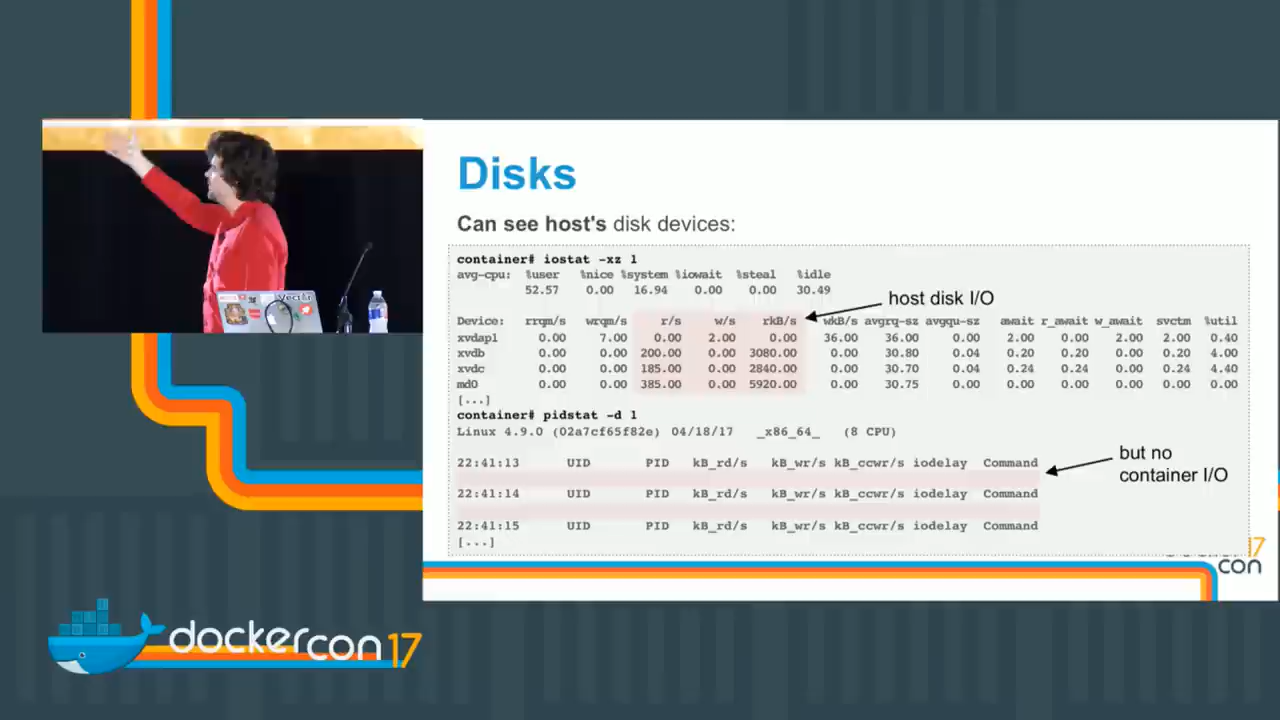 Disks
Can see host's disk devices:
container# iostat -xz 1
avg-cpu: %user %nice %system %iowait %steal %idle
52.57 0.00 16.94 0.00 0.00 30.49
host disk I/O
Device: rrqm/s wrqm/s r/s w/s rkB/s wkB/s avgrq-sz avgqu-sz await r_await w_await svctm %util
xvdap1 0.00 7.00 0.00 2.00 0.00 36.00 36.00 0.00 2.00 0.00 2.00 2.00 0.40
xvdb 0.00 0.00 200.00 0.00 3080.00 0.00 30.80 0.04 0.20 0.20 0.00 0.20 4.00
xvdc 0.00 0.00 185.00 0.00 2840.00 0.00 30.70 0.04 0.24 0.24 0.00 0.24 4.40
md0 0.00 0.00 385.00 0.00 5920.00 0.00 30.75 0.00 0.00 0.00 0.00 0.00 0.00
[...]
container# pidstat -d 1
Linux 4.9.0 (02a7cf65f82e) 04/18/17 _x86_64_ (8 CPU)
22:41:13 UID PID kB_rd/s kB_wr/s kB_ccwr/s iodelay Command
but no
container I/O
22:41:14 UID PID kB_rd/s kB_wr/s kB_ccwr/s iodelay Command
22:41:15 UID PID kB_rd/s kB_wr/s kB_ccwr/s iodelay Command
[...]
17
con
Vector
dockercon 17